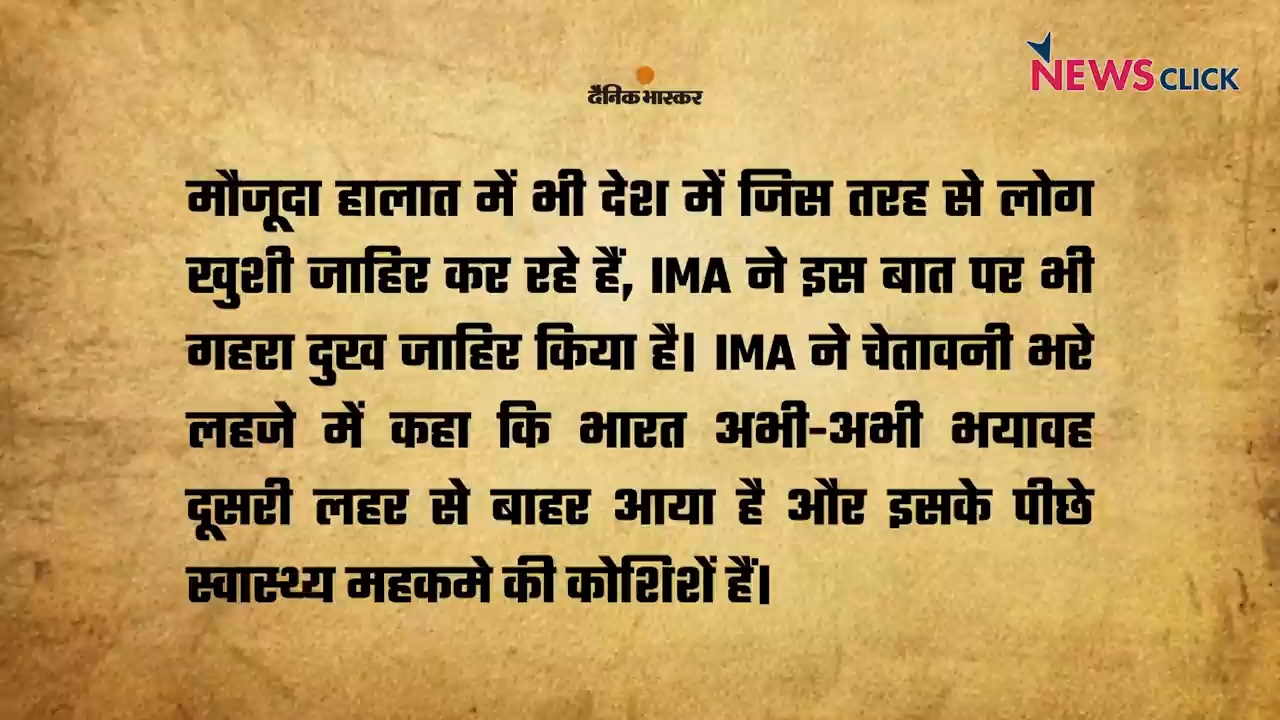 NEWSCLICK
दैनिक भास्कर
मौजूदा हालात में भी देश में जिस तरह से लोग
खुशी जाहिर कर रहे हैं, IMA ने इस बात पर भी
गहरा दुख जाहिर किया है। IMA ने चेतावनी भरे
लहजे में कहा कि भारत अभी-अभी भयावह
दूसरी लहर से बाहर आया है और इसके पीछे
स्वास्थ्य महकमे की कोशिशें हैं।